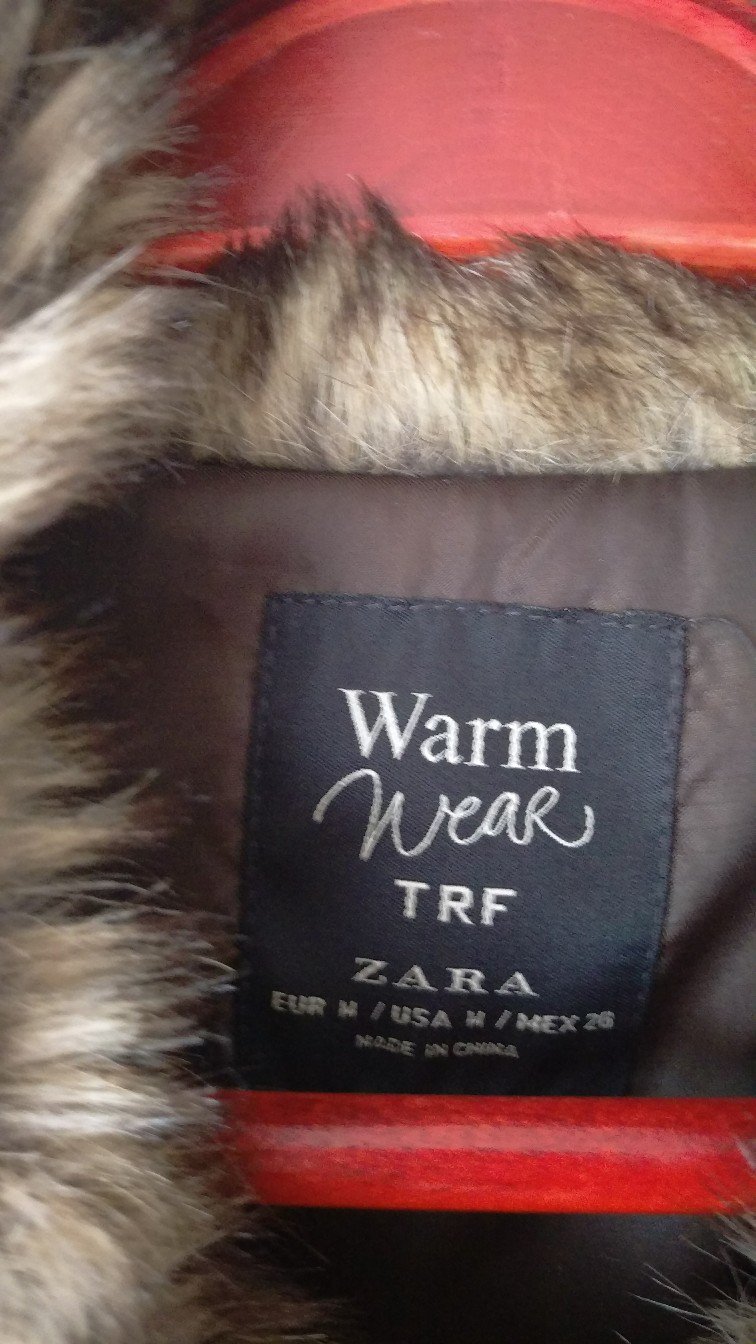 Warm
wear
TRF
ZARA
EUR M / USA M / MEX 26
MADE IN CHINA